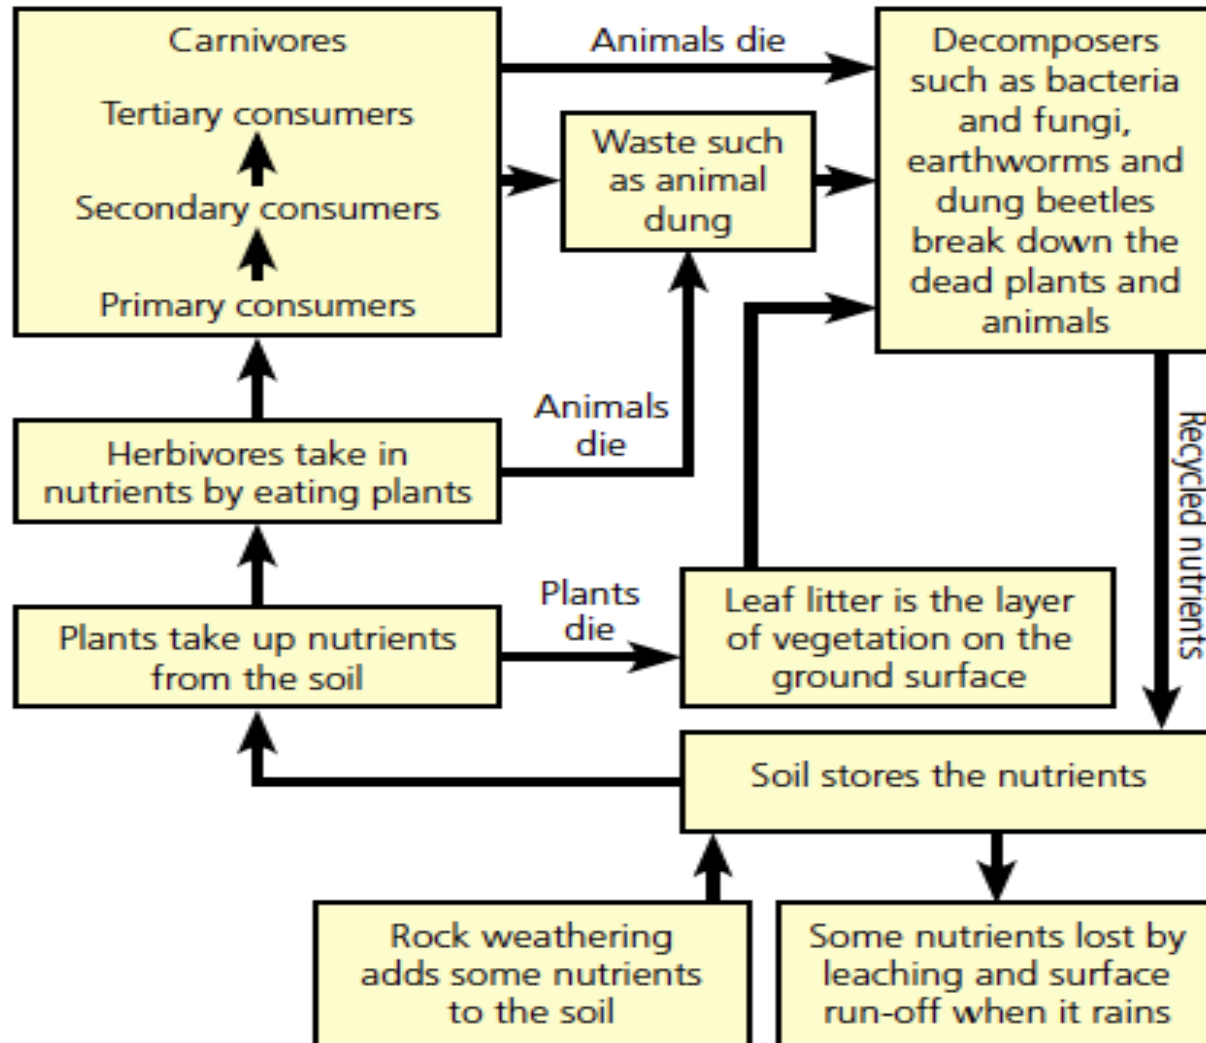 Carnivores
Tertiary consumers
Secondary consumers
Primary consumers
Animals die
Waste such
as animal
dung
Decomposers
such as bacteria
and fungi,
earthworms and
dung beetles
break down the
dead plants and
animals
Herbivores take in
nutrients by eating plants
Animals
die
Recycled nutrients
Plants take up nutrients
from the soil
Plants
die
Leaf litter is the layer
of vegetation on the
ground surface
Soil stores the nutrients
Rock weathering
adds some nutrients
to the soil
Some nutrients lost by
leaching and surface
run-off when it rains